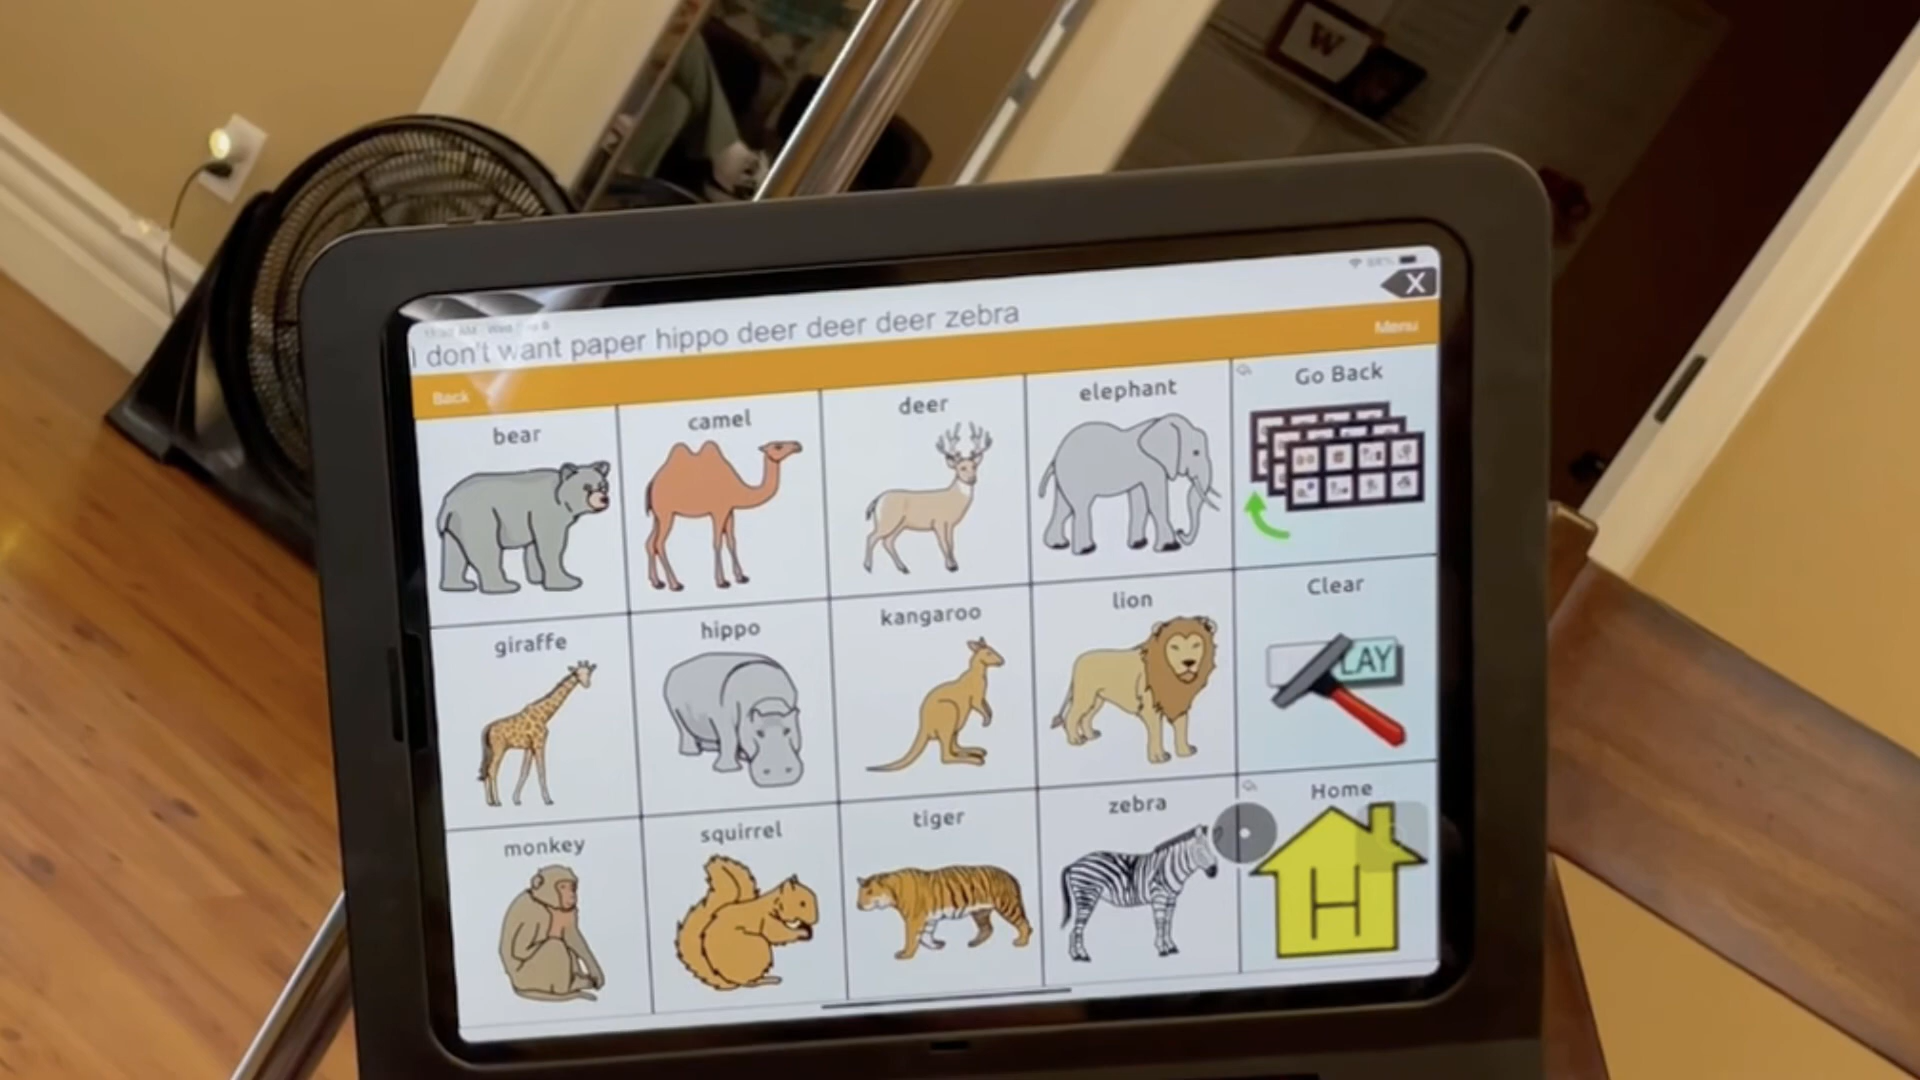 I don't want paper hippo deer deer deer zebra
X
Back
Menu
bear
camel
deer
elephant
Go Back
giraffe
hippo
kangaroo
lion
Clear
LAY
monkey
squirrel
tiger
zebra
Home
H
W